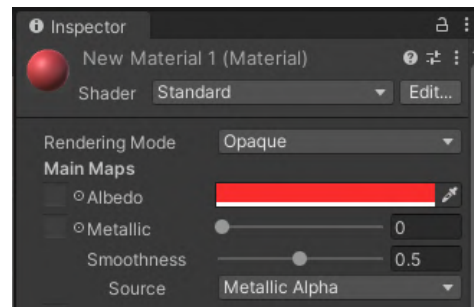 Inspector
New Material 1 (Material)
Shader Standard Edit...
Rendering Mode Opaque
Main Maps
Albedo
Metallic 0
Smoothness 0.5
Source Metallic Alpha